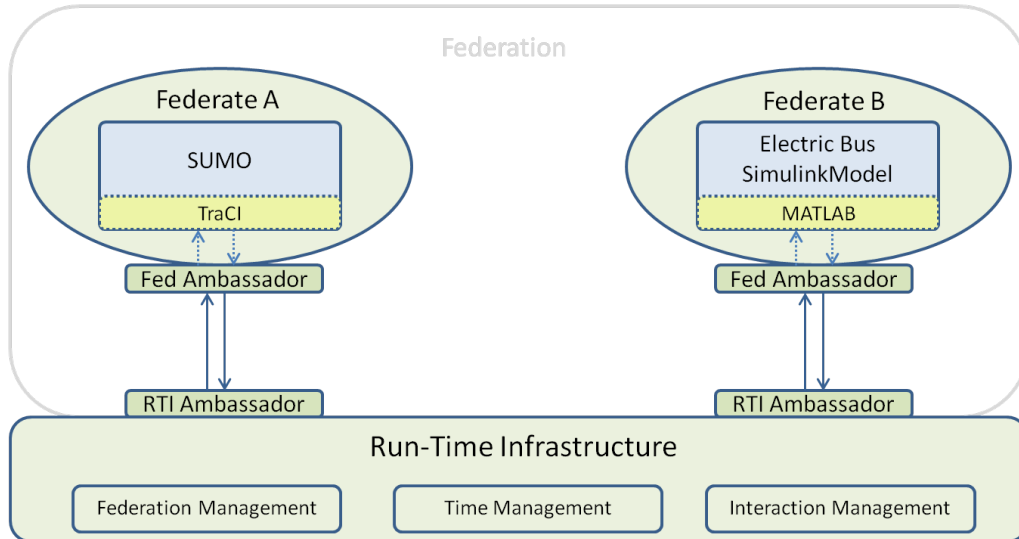 Federation
Federate A
SUMO
TraCI
Fed Ambassador
RTI Ambassador
Federate B
Electric Bus
SimulinkModel
MATLAB
Fed Ambassador
RTI Ambassador
Run-Time Infrastructure
Federation Management
Time Management
Interaction Management